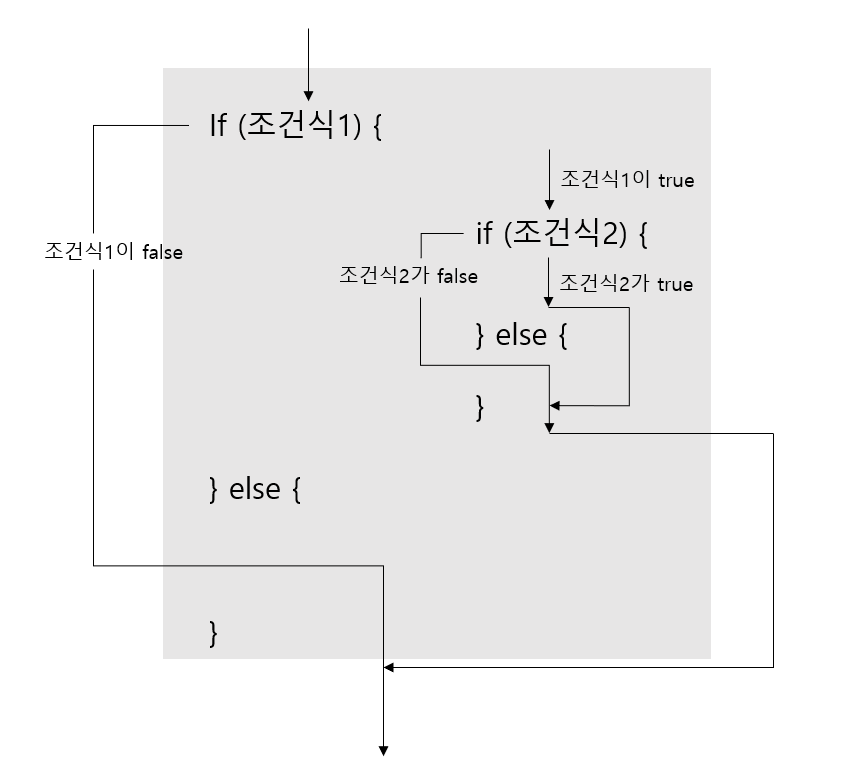 If (조건식1) {
조건식1이 true
if (조건식2) {
조건식1이 false
조건식2가 false
조건식2가 true
} else {
}
} else {
}